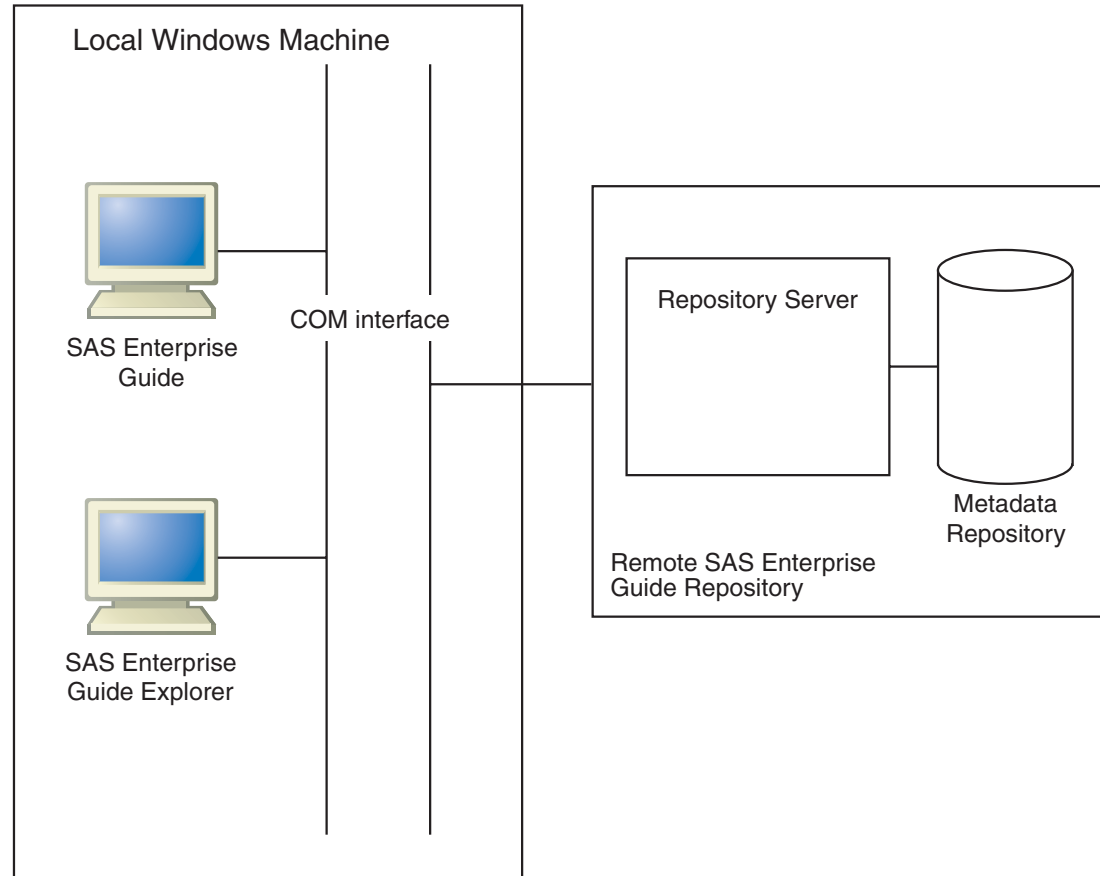 Local Windows Machine
SAS Enterprise
Guide
COM interface
SAS Enterprise
Guide Explorer
Repository Server
Metadata
Repository
Remote SAS Enterprise
Guide Repository